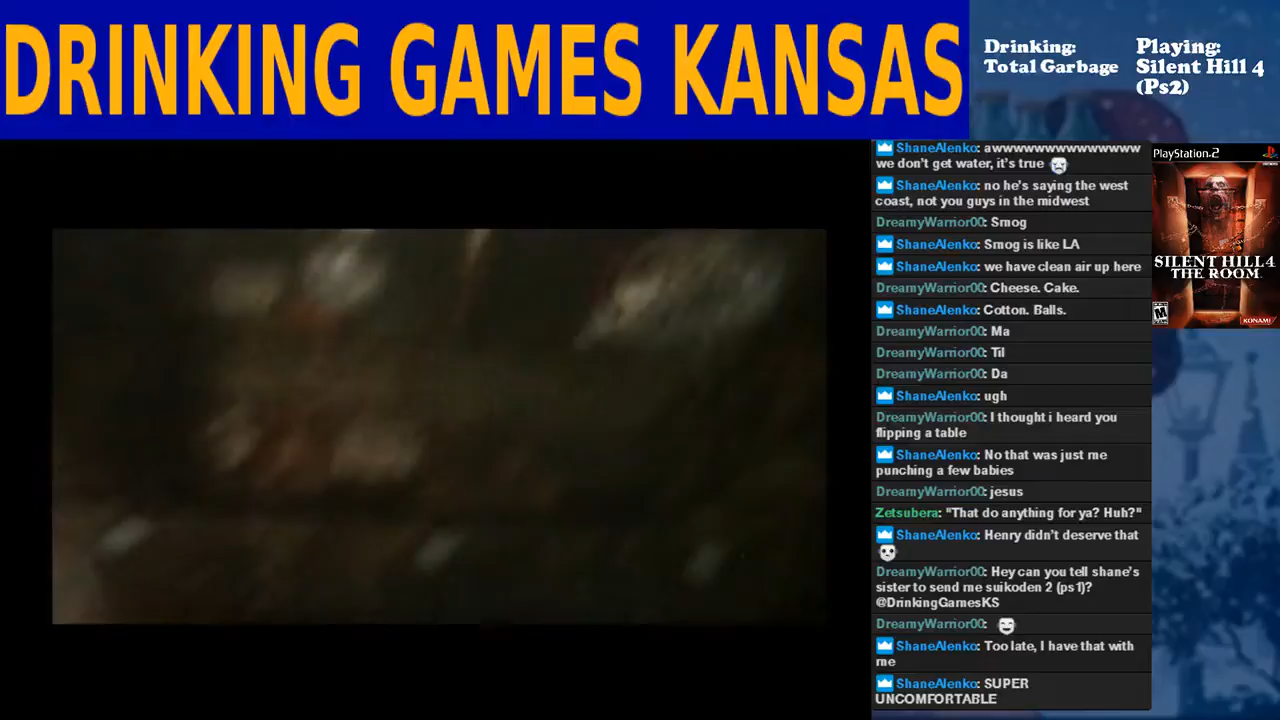 DRINKING GAMES KANSAS
Drinking:
Total Garbage
Playing:
Silent Hill 4
(Ps2)
ShaneAlenko: awwwwwwwwwwwwwww
we don't get water, it's true
ShaneAlenko: no he's saying the west
coast, not you guys in the midwest
DreamyWarrior00: Smog
ShaneAlenko: Smog is like LA
ShaneAlenko: we have clean air up here
DreamyWarrior00: Cheese. Cake.
ShaneAlenko: Cotton. Balls.
DreamyWarrior00: Ma
DreamyWarrior00: Til
DreamyWarrior00: Da
ShaneAlenko: ugh
DreamyWarrior00: I thought i heard you
flipping a table
ShaneAlenko: No that was just me
punching a few babies
DreamyWarrior00: jesus
Zetsubera: "That do anything for ya? Huh?"
ShaneAlenko: Henry didn't deserve that
DreamyWarrior00: Hey can you tell shane's
sister to send me suikoden 2 (ps1)?
@DrinkingGamesKS
DreamyWarrior00:
ShaneAlenko: Too late, I have that with
me
ShaneAlenko: SUPER
UNCOMFORTABLE
PlayStation.2
SILENT HILL 4
THE ROOM
M
KONAMI